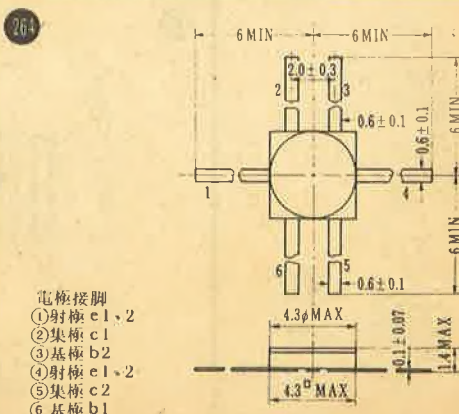 264
6 MIN
6 MIN
2.0±0.3
2
3
0.6±0.1
0.6±0.1
6 MIN
1
4
6 MIN
6
5
0.6±0.1
電極接脚
①射極 e1、2
②集極 c1
③基極 b2
④射極 e1、2
⑤集極 c2
⑥基極 b1
4.3φMAX
0.1±0.07
1.4MAX
4.3□ MAX